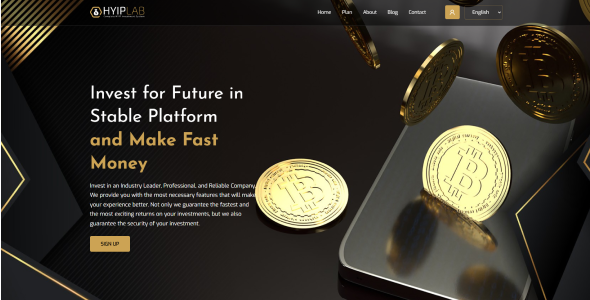 HYIPLAB
Home Plan About Blog Contact English
Invest for Future in
Stable Platform
and Make Fast
Money
Invest in an Industry Leader, Professional, and Reliable Company.
We provide you with the most necessary features that will make
your experience better. Not only we guarantee the fastest and
the most exciting returns on your investments, but we also
guarantee the security of your investment.
SIGN UP